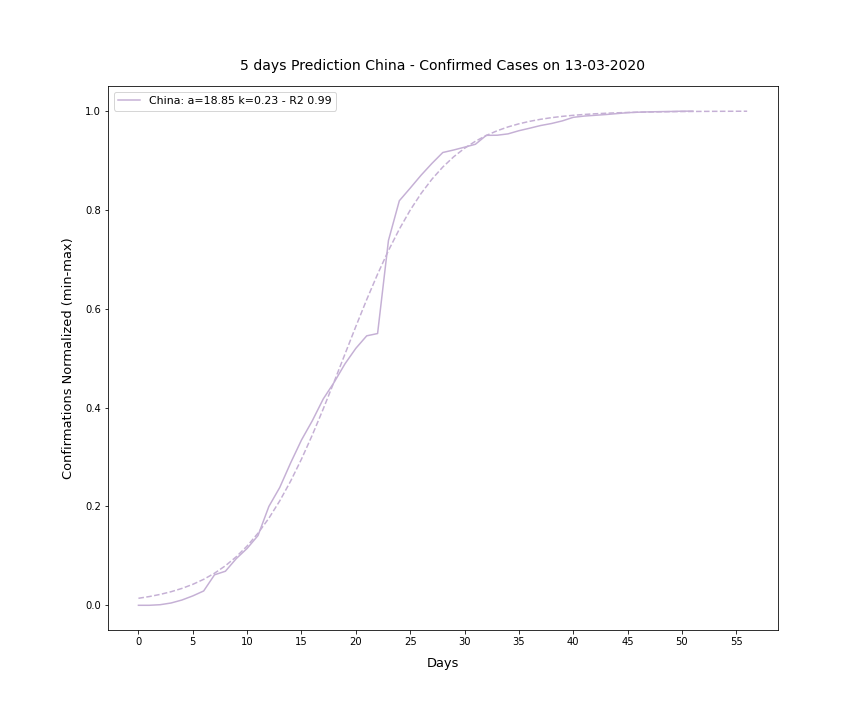 5 days Prediction China - Confirmed Cases on 13-03-2020
China: a=18.85 k=0.23 - R2 0.99
1.0
0.8
0.6
0.4
0.2
0.0
Confirmations Normalized (min-max)
0 5 10 15 20 25 30 35 40 45 50 55
Days